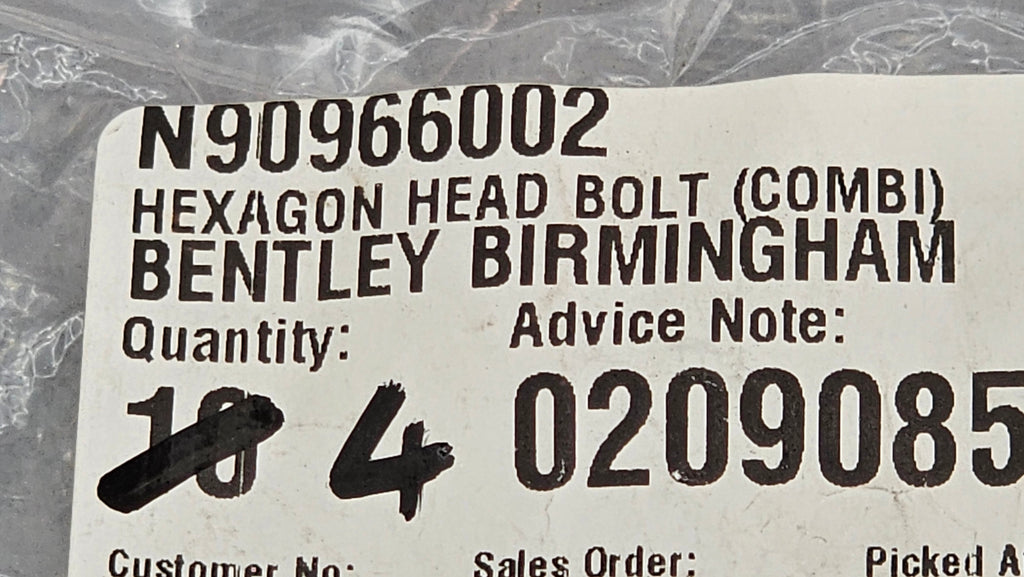 N90966002
HEXAGON HEAD BOLT (COMBI)
BENTLEY BIRMINGHAM
Quantity: Advice Note:
10 4 0209085
Customer No: Sales Order: Picked A